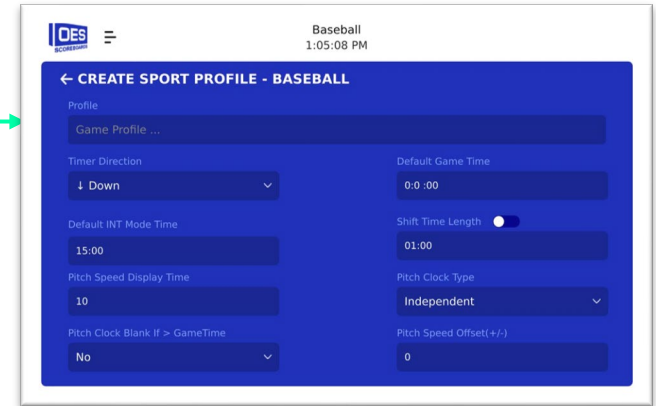 OES
SCOREBOARDS
Baseball
1:05:08 PM
← CREATE SPORT PROFILE - BASEBALL
Profile
Game Profile ...
Timer Direction
Default Game Time
↓ Down
0:0 :00
Default INT Mode Time
Shift Time Length
15:00
01:00
Pitch Speed Display Time
Pitch Clock Type
10
Independent
Pitch Clock Blank If > GameTime
Pitch Speed Offset(+/-)
No
0